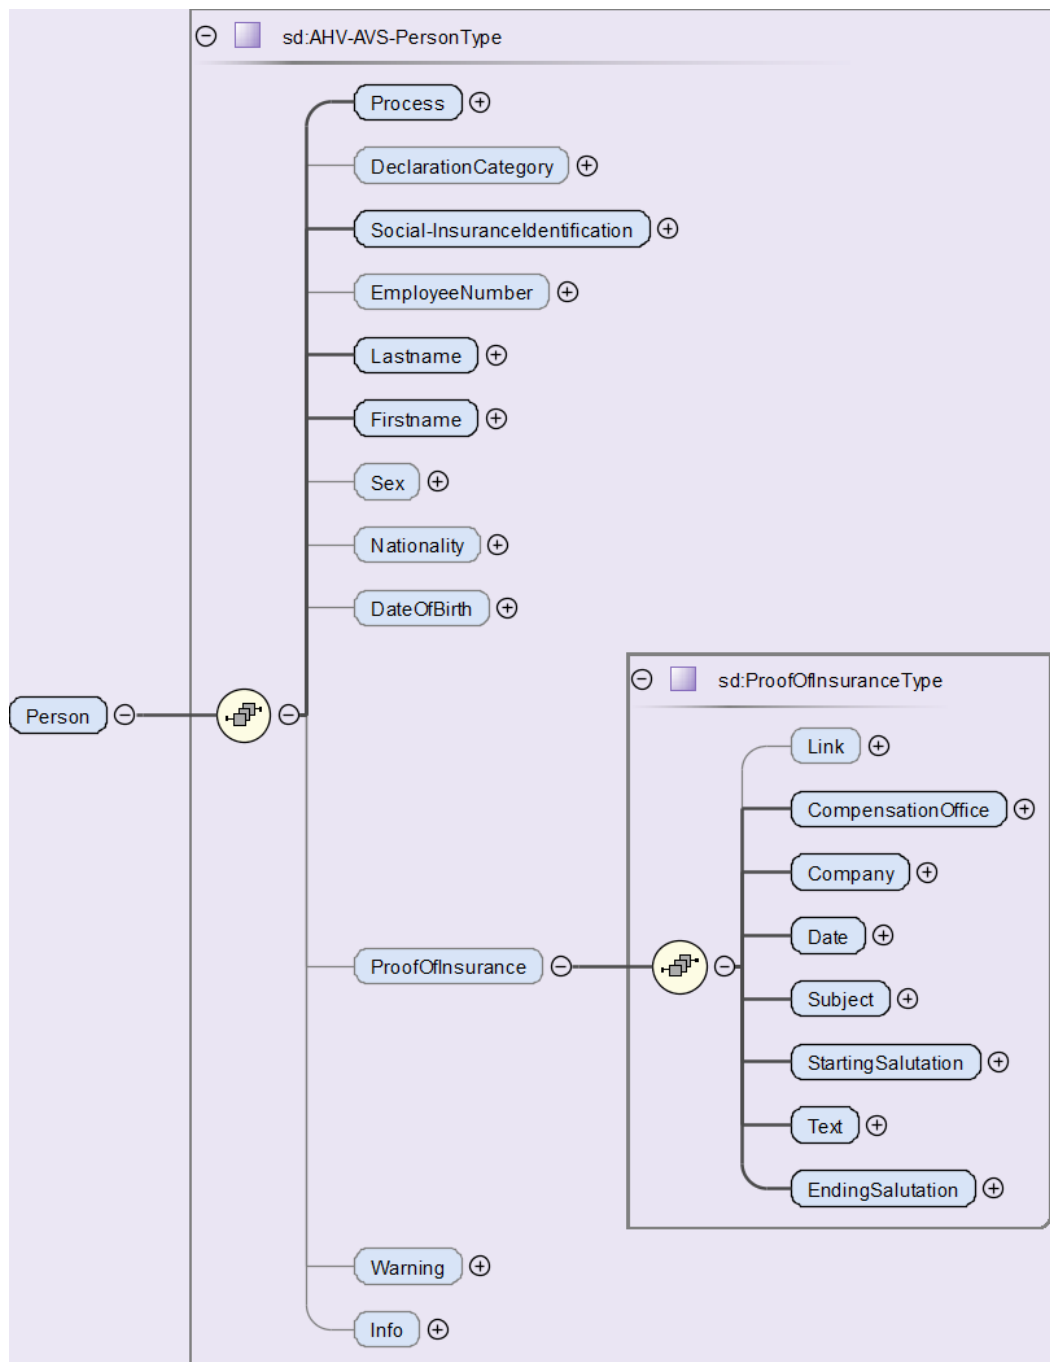 sd:AHV-AVS-PersonType
Process
DeclarationCategory
Social-InsuranceIdentification
EmployeeNumber
Lastname
Firstname
Sex
Nationality
DateOfBirth
sd:ProofOfInsuranceType
Person
Link
CompensationOffice
Company
Date
ProofOfInsurance
Subject
StartingSalutation
Text
EndingSalutation
Warning
Info